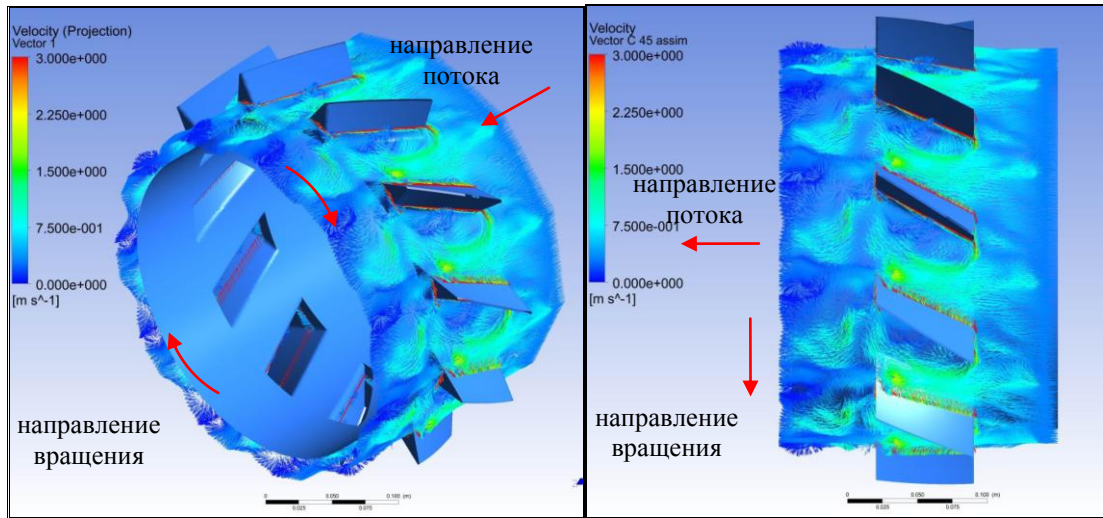 Velocity (Projection)
Vector 1
3.000e+000
2.250e+000
1.500e+000
7.500e-001
0.000e+000
[m s^-1]
направление
потока
направление
вращения
0
0.050
0.100 (m)
0.025
0.075
Velocity
Vector C 45 assim
3.000e+000
2.250e+000
1.500e+000
7.500e-001
0.000e+000
[m s^-1]
направление
потока
направление
вращения
0
0.050
0.100 (m)
0.025
0.075